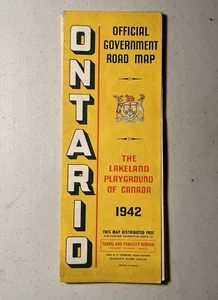 ONTARIO
OFFICIAL
GOVERNMENT
ROAD MAP
THE
LAKELAND
PLAYGROUND
OF CANADA
1942
THIS MAP DISTRIBUTED FREE
TRAVEL AND PUBLICITY BUREAU